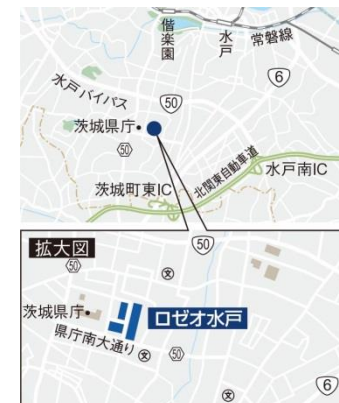 偕楽園
水戸
常磐線
6
水戸バイパス
50
茨城県庁
50
北関東自動車道
水戸南IC
茨城町東IC
拡大図
50
50
文
茨城県庁
ロゼオ水戸
県庁南大通り
文
50
文
6